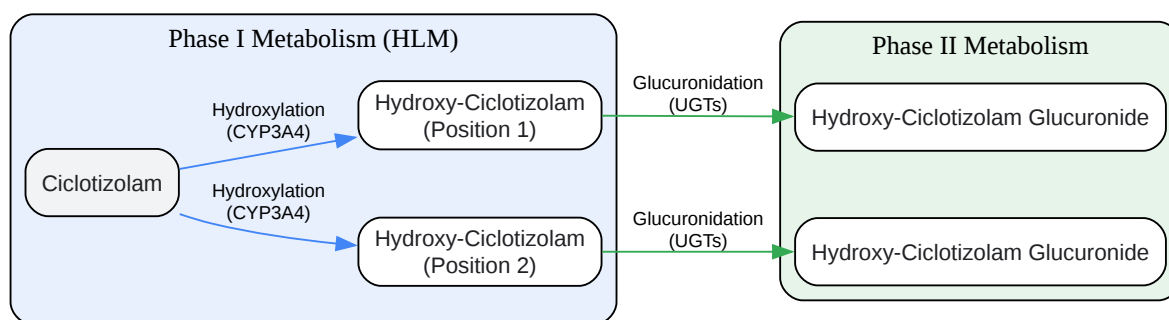 Phase I Metabolism (HLM)
Phase II Metabolism
Ciclotizolam
Hydroxylation
(CYP3A4)
Hydroxy-Ciclotizolam
(Position 1)
Glucuronidation
(UGTs)
Hydroxy-Ciclotizolam Glucuronide
Hydroxylation
(CYP3A4)
Hydroxy-Ciclotizolam
(Position 2)
Glucuronidation
(UGTs)
Hydroxy-Ciclotizolam Glucuronide